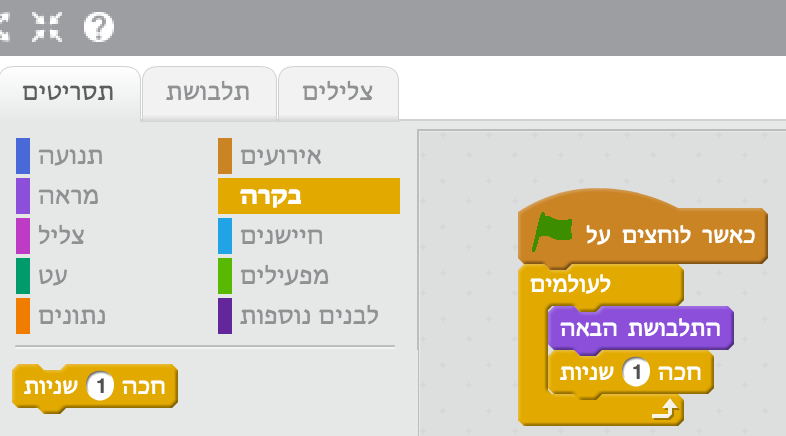 ?
תסריטים
תלבושת
צלילים
תנועה
אירועים
מראה
בקרה
צליל
חיישנים
עט
מפעילים
נתונים
לבנים נוספות
חכה 1 שניות
כאשר לוחצים על
לעולמים
התלבושת הבאה
חכה 1 שניות